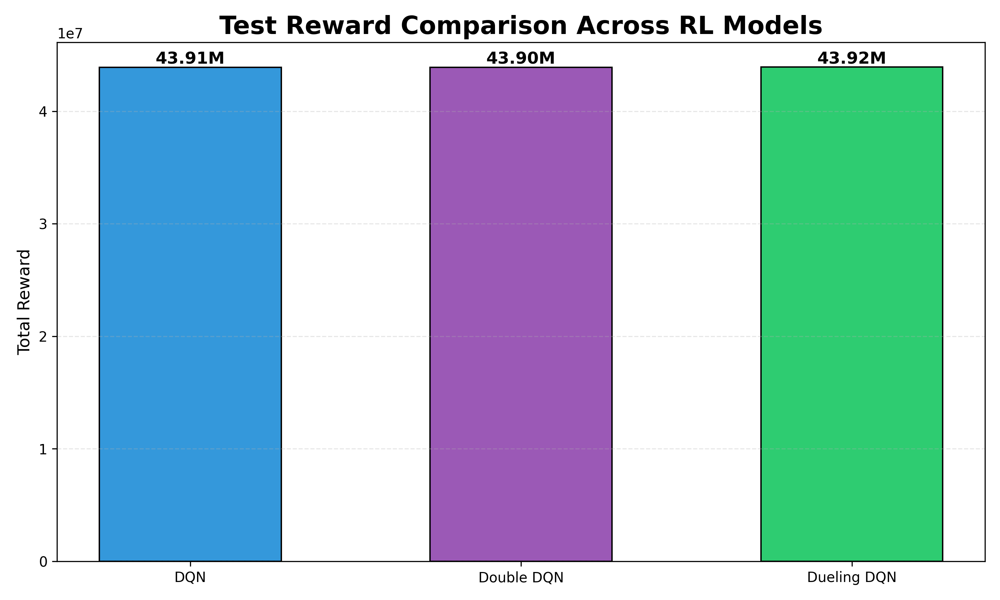 Test Reward Comparison Across RL Models
1e7
43.91M
43.90M
43.92M
4
3
2
1
0
Total Reward
DQN
Double DQN
Dueling DQN